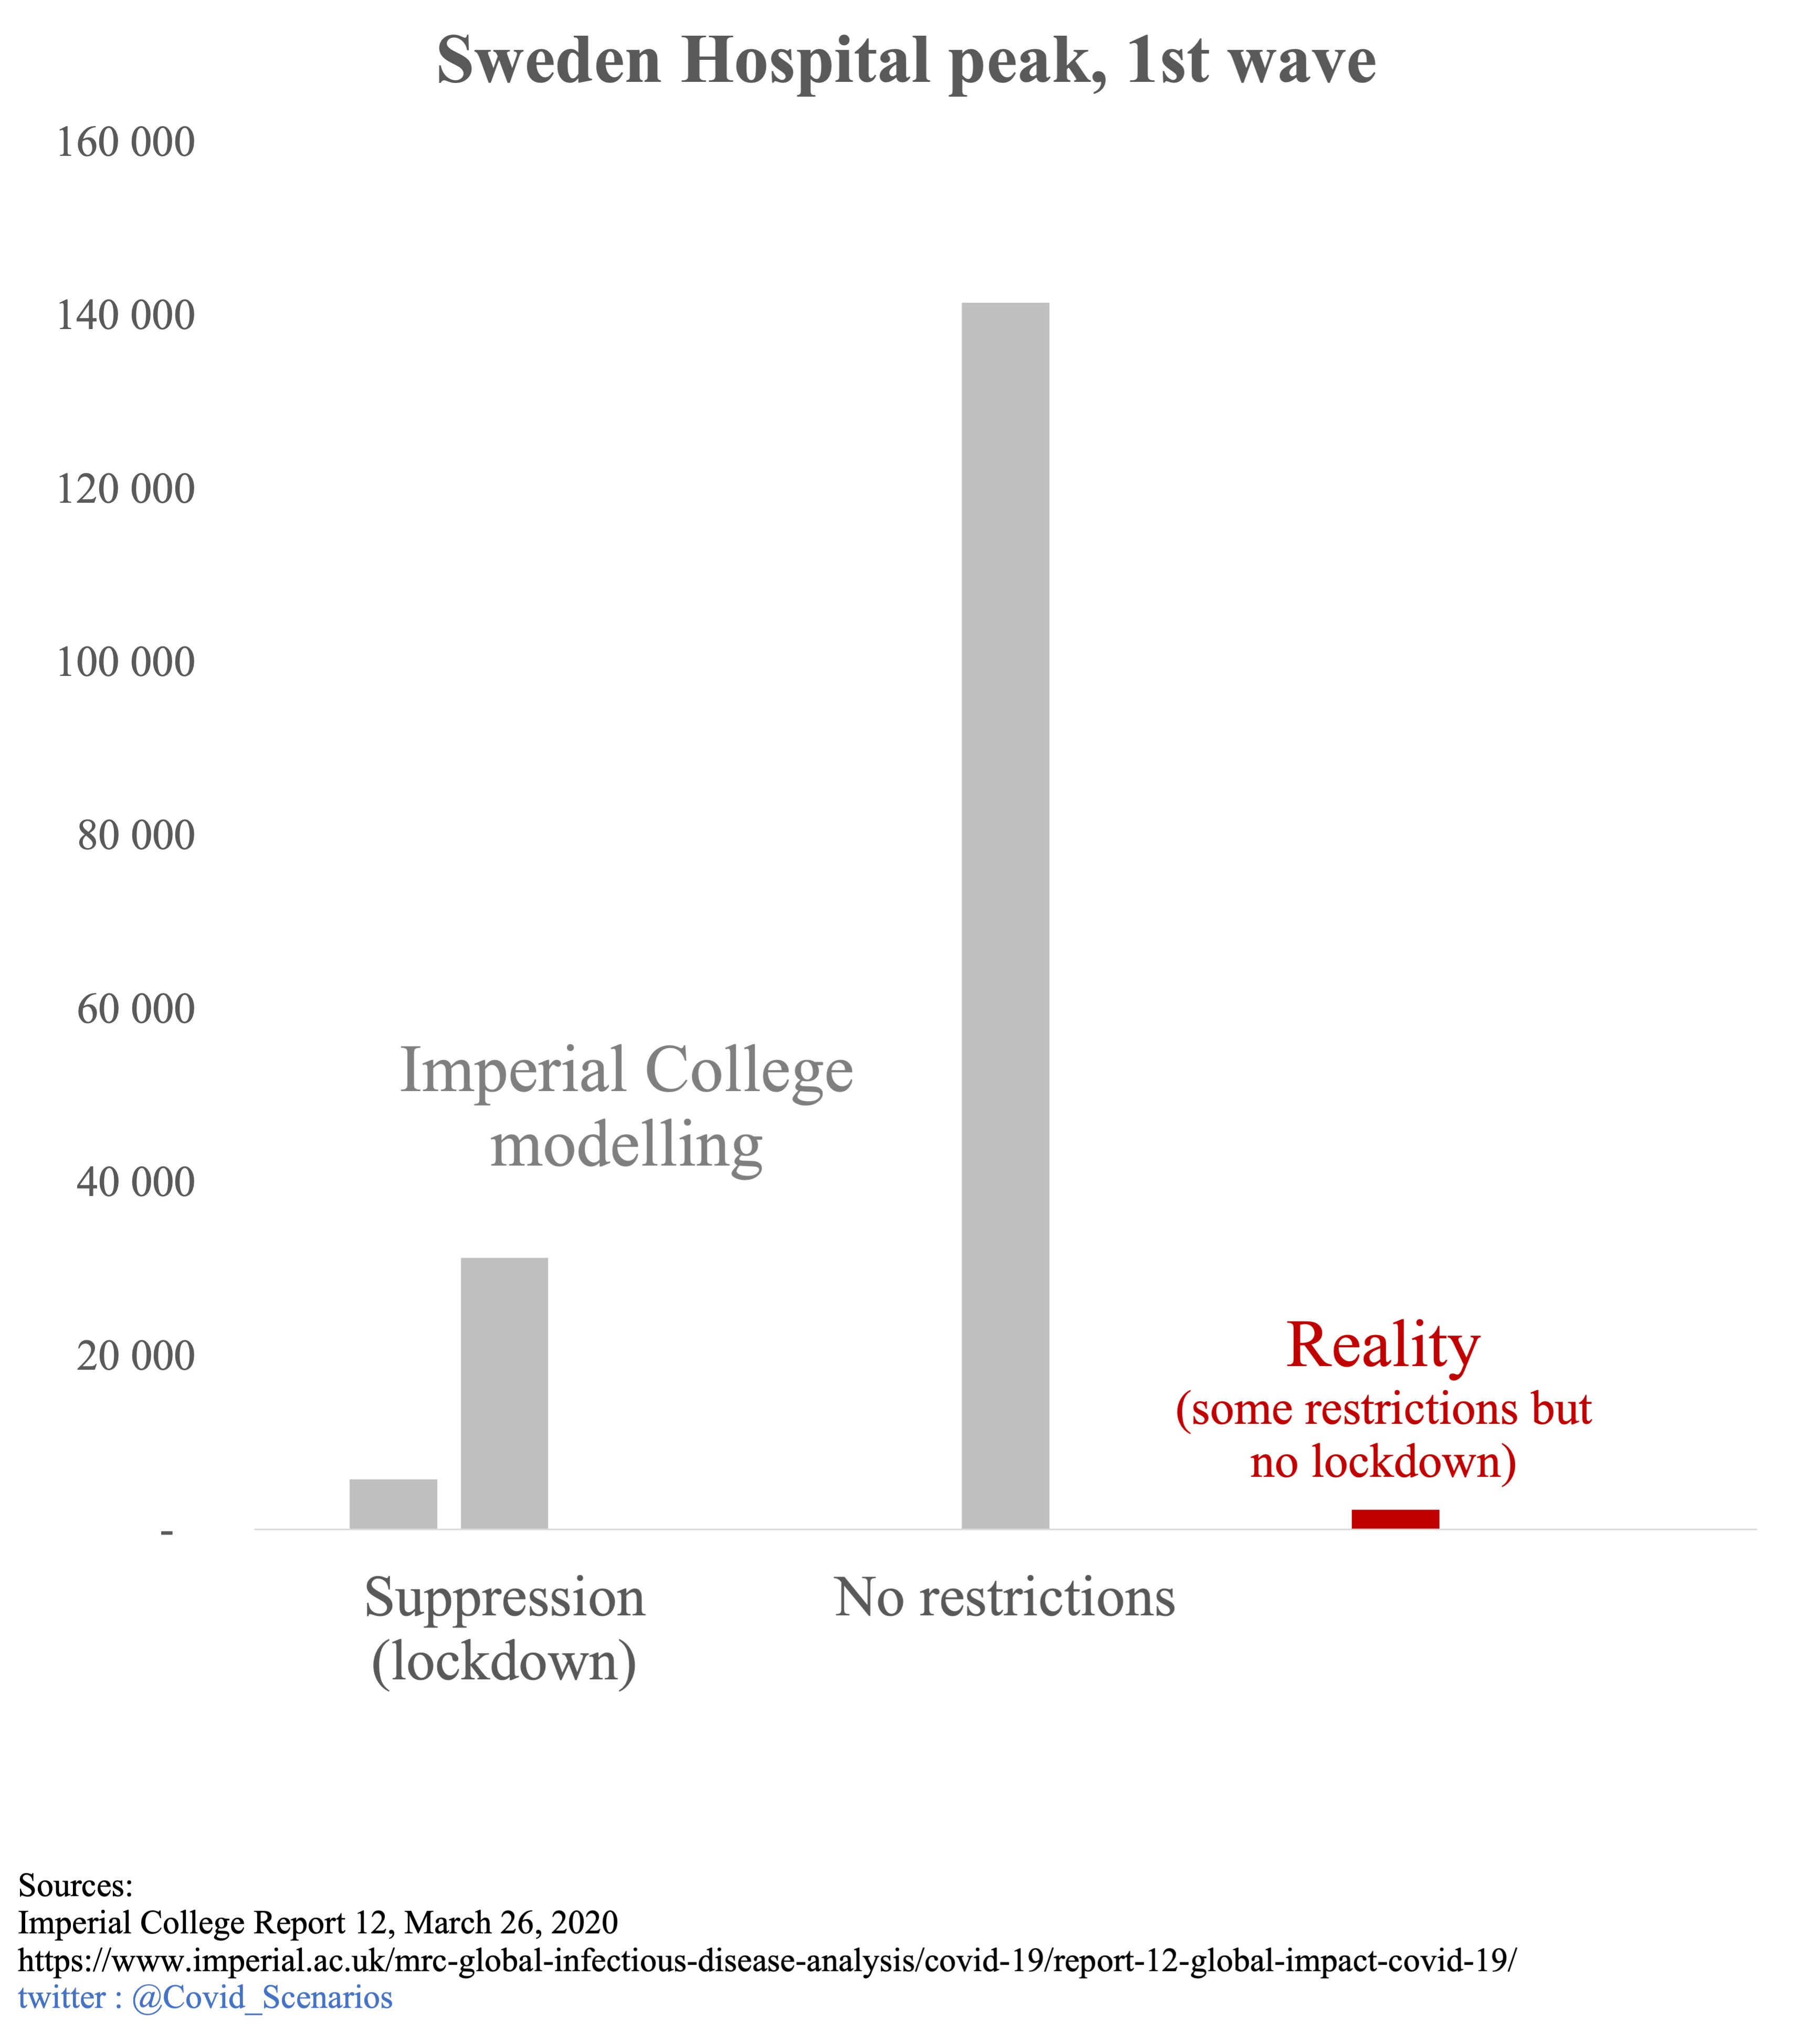 Sweden Hospital peak, 1st wave
160 000
140 000
120 000
100 000
80 000
60 000
40 000
20 000
-
Imperial College
modelling
Reality
(some restrictions but
no lockdown)
Suppression
(lockdown)
No restrictions
Sources:
Imperial College Report 12, March 26, 2020
https://www.imperial.ac.uk/mrc-global-infectious-disease-analysis/covid-19/report-12-global-impact-covid-19/
twitter : @Covid_Scenarios